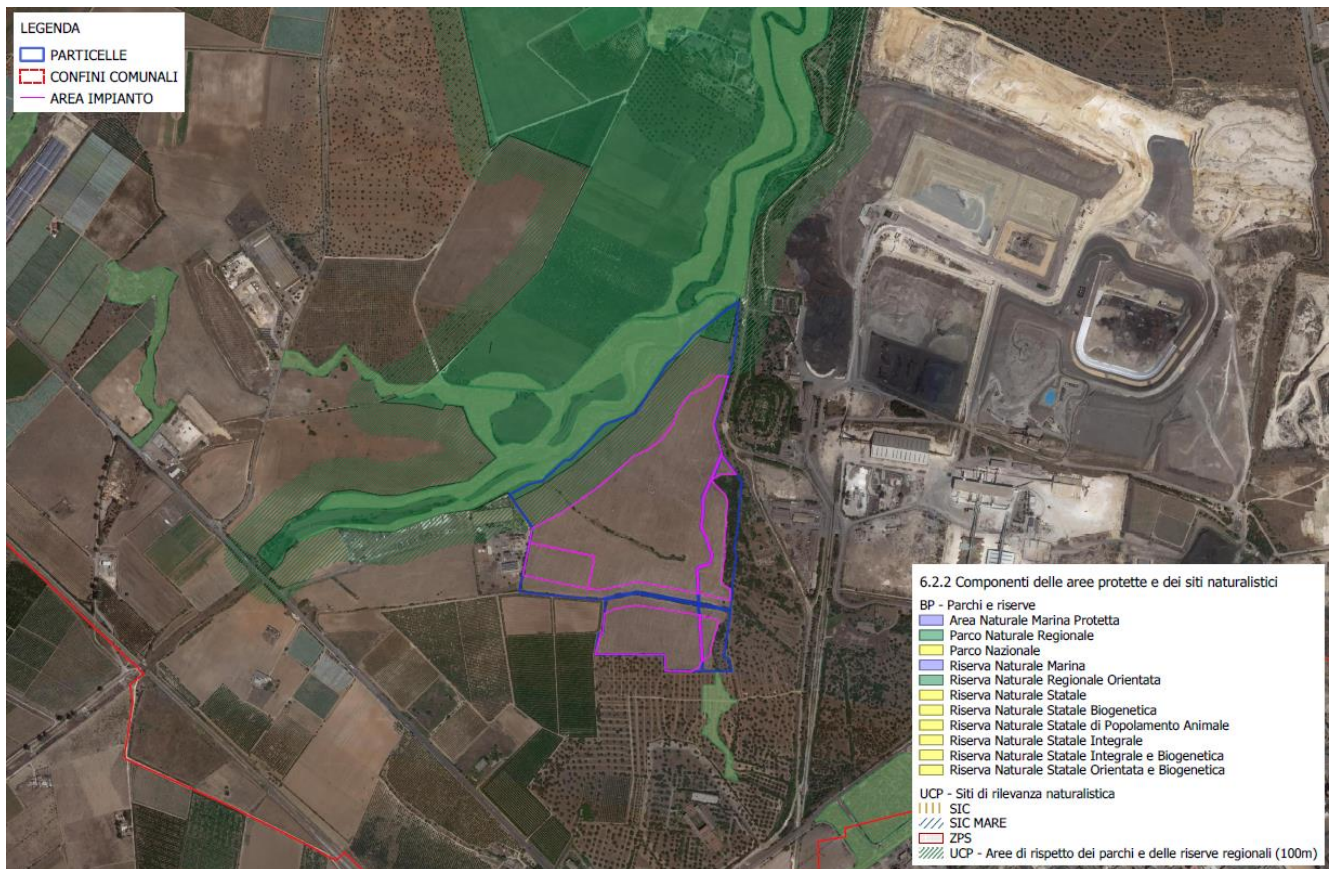 LEGENDA
PARTICELLE
CONFINI COMUNALI
AREA IMPIANTO
6.2.2 Componenti delle aree protette e dei siti naturalistici
BP - Parchi e riserve
Area Naturale Marina Protetta
Parco Naturale Regionale
Parco Nazionale
Riserva Naturale Marina
Riserva Naturale Regionale Orientata
Riserva Naturale Statale
Riserva Naturale Statale Biogenetica
Riserva Naturale Statale di Popolamento Animale
Riserva Naturale Statale Integrale
Riserva Naturale Statale Integrale e Biogenetica
Riserva Naturale Statale Orientata e Biogenetica
UCP - Siti di rilevanza naturalistica
SIC
SIC MARE
ZPS
UCP - Aree di rispetto dei parchi e delle riserve regionali (100m)